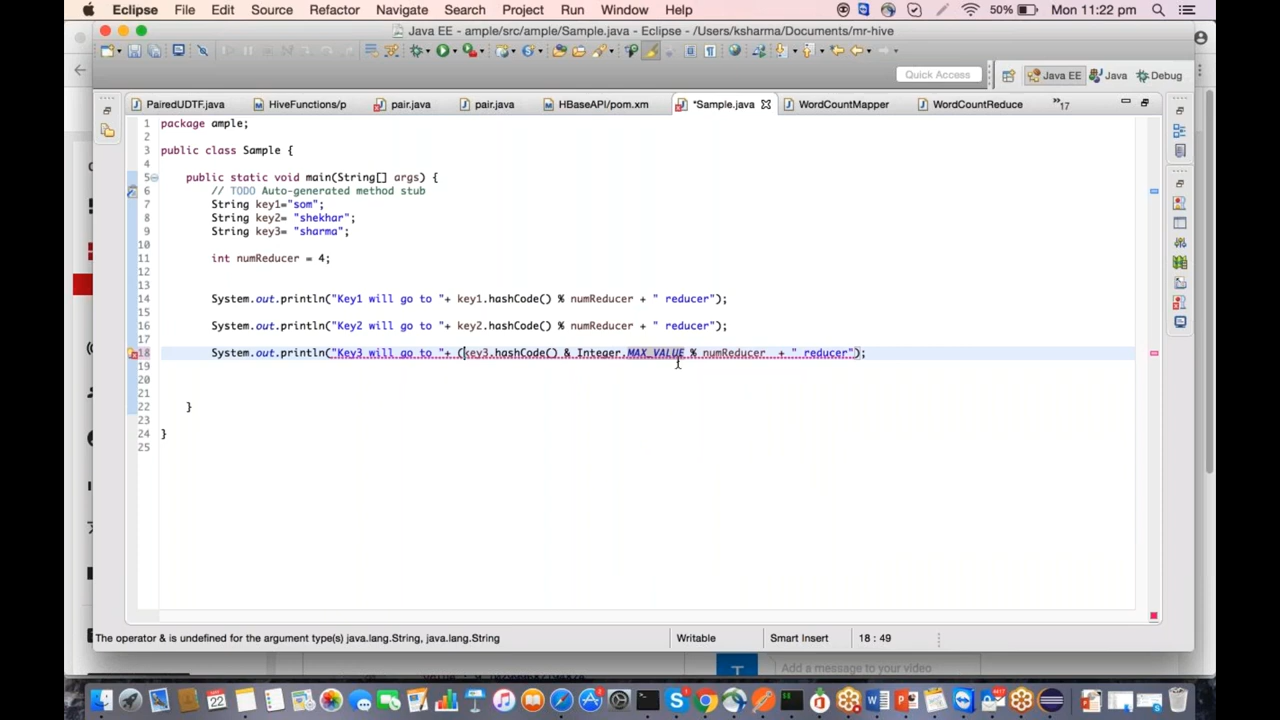 Eclipse File Edit Source Refactor Navigate Search Project Run Window Help 50% Mon 11:22 pm
Java EE - ample/src/ample/Sample.java - Eclipse - /Users/ksharma/Documents/mr-hive
Quick Access Java EE Java Debug
PairedUDTF.java HiveFunctions/p pair.java pair.java HBaseAPI/pom.xm *Sample.java WordCountMapper WordCountReduce »17
1 package ample;
2
3 public class Sample {
4
5 public static void main(String[] args) {
6 // TODO Auto-generated method stub
7 String key1="som";
8 String key2= "shekhar";
9 String key3= "sharma";
10
11 int numReducer = 4;
12
13
14 System.out.println("Key1 will go to "+ key1.hashCode() % numReducer + " reducer");
15
16 System.out.println("Key2 will go to "+ key2.hashCode() % numReducer + " reducer");
17
18 System.out.println("Key3 will go to "+ (key3.hashCode() & Integer.MAX_VALUE % numReducer + " reducer");
19
20
21
22 }
23
24 }
25
The operator & is undefined for the argument type(s) java.lang.String, java.lang.String Writable Smart Insert 18 : 49
T Add a message to your video